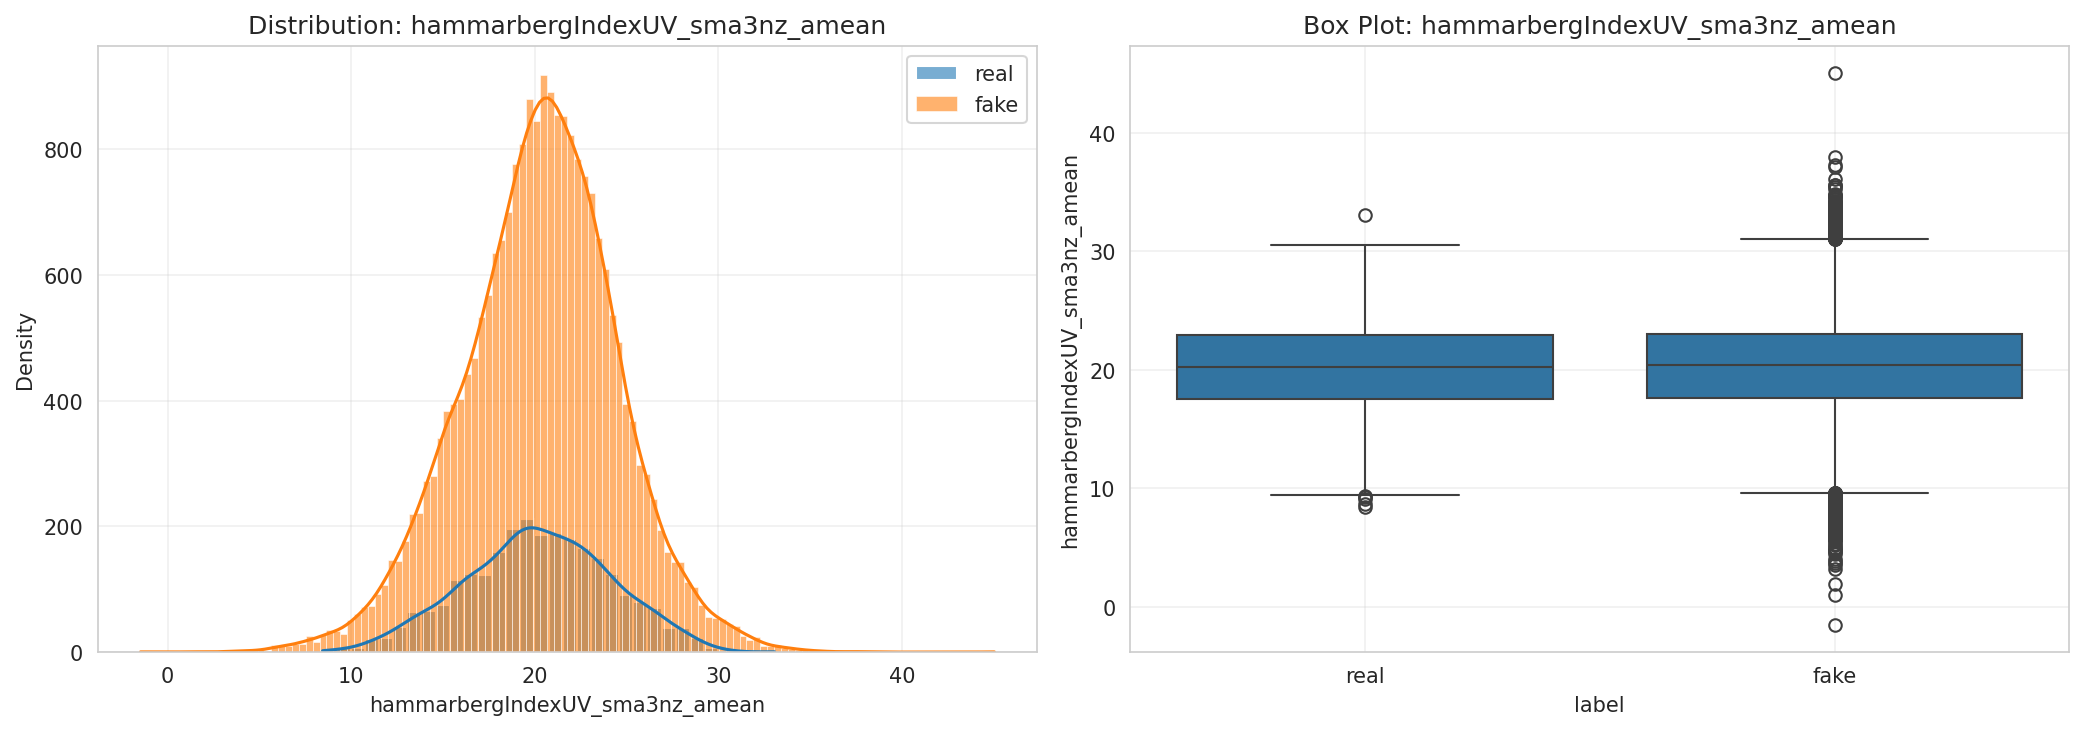 Distribution: hammarbergIndexUV_sma3nz_amean
real
fake
Density
800
600
400
200
0
0 10 20 30 40
hammarbergIndexUV_sma3nz_amean
Box Plot: hammarbergIndexUV_sma3nz_amean
hammarbergIndexUV_sma3nz_amean
40
30
20
10
0
real fake
label